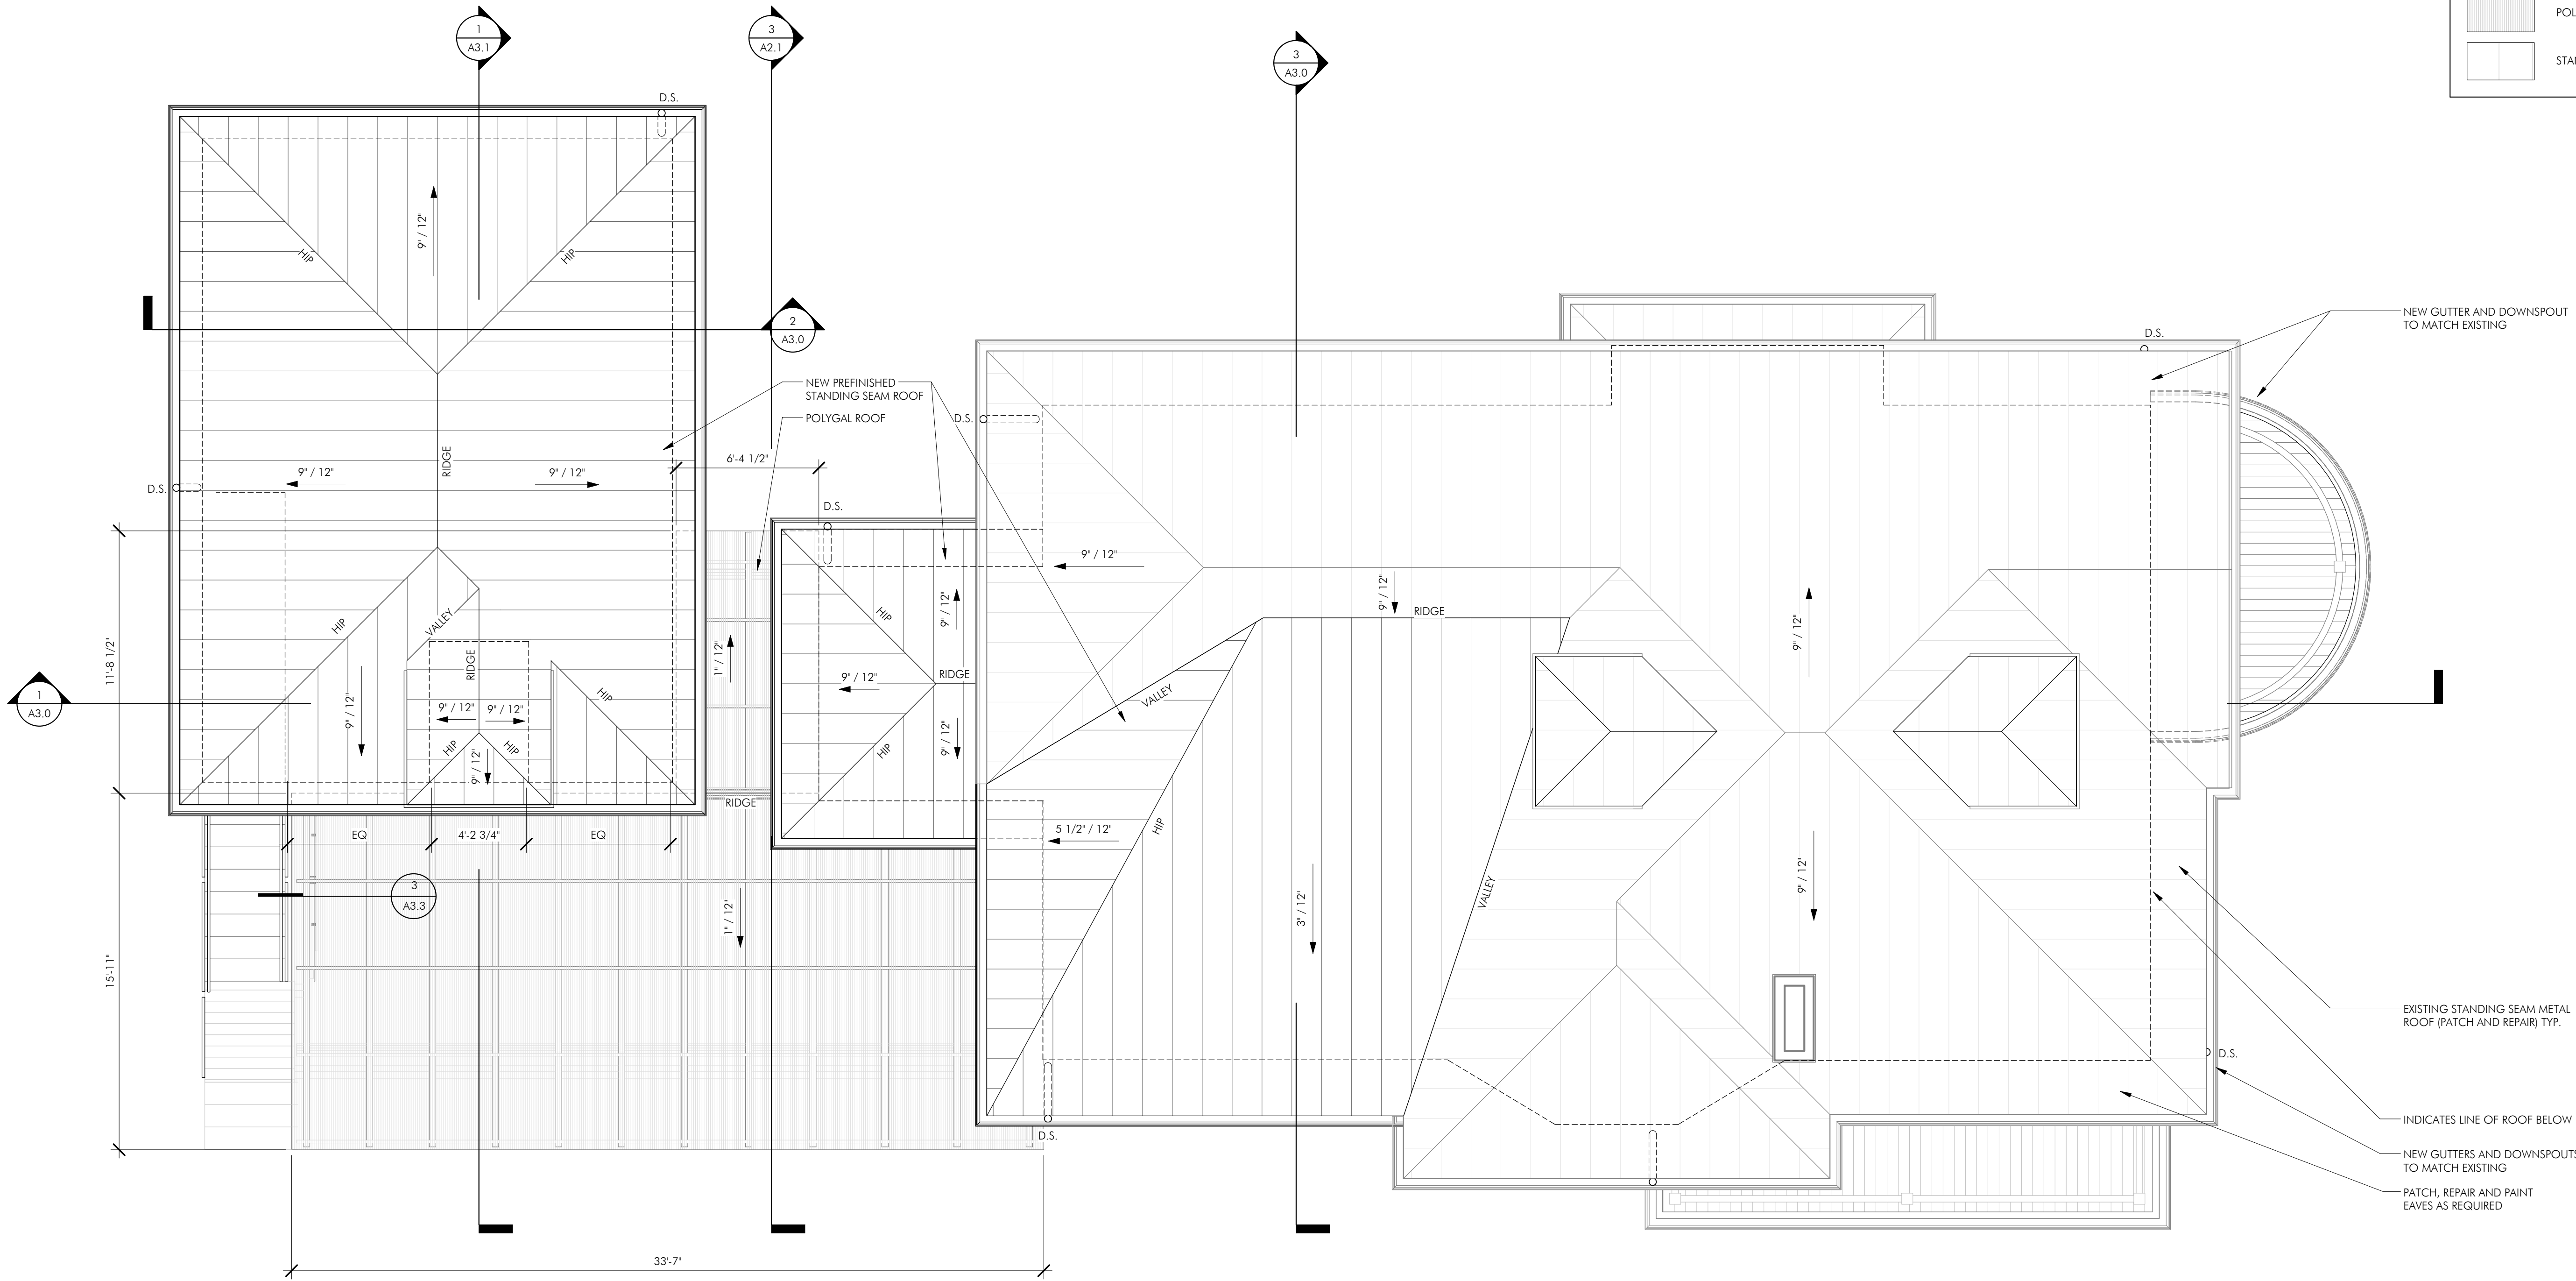 1
A3.1
3
A2.1
3
A3.0
D.S.
HIP
9" / 12"
HIP
2
A3.0
NEW GUTTER AND DOWNSPOUT
TO MATCH EXISTING
D.S.
NEW PREFINISHED
STANDING SEAM ROOF
POLYGAL ROOF
D.S.
RIDGE
6'-4 1/2"
9" / 12"
9" / 12"
D.S.
D.S.
9" / 12"
9" / 12"
RIDGE
HIP
VALLEY
HIP
9" / 12"
9" / 12"
11'-8 1/2"
1" / 12"
RIDGE
9" / 12"
RIDGE
VALLEY
1
A3.0
HIP
9" / 12"
9" / 12"
9" / 12"
HIP
HIP
9" / 12"
HIP
9" / 12"
RIDGE
EQ
4'-2 3/4"
EQ
5 1/2" / 12"
HIP
9" / 12"
3
A3.3
1" / 12"
3" / 12"
VALLEY
15'-11"
EXISTING STANDING SEAM METAL
ROOF (PATCH AND REPAIR) TYP.
D.S.
INDICATES LINE OF ROOF BELOW
D.S.
NEW GUTTERS AND DOWNSPOUTS
TO MATCH EXISTING
PATCH, REPAIR AND PAINT
EAVES AS REQUIRED
33'-7"